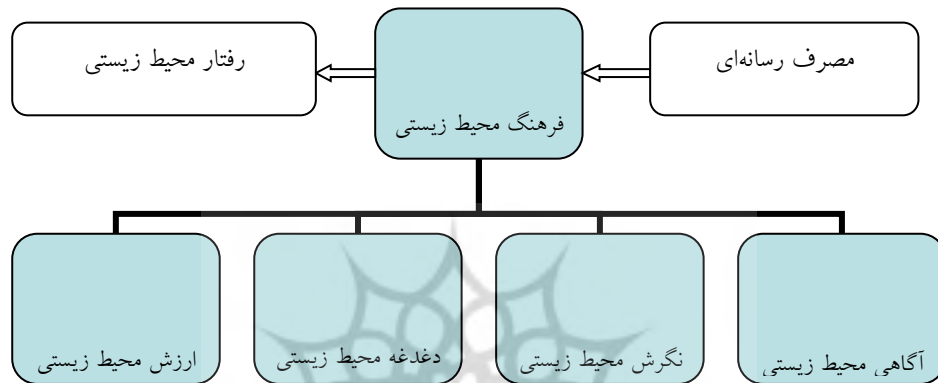 مصرف رسانه‌ای
فرهنگ محیط زیستی
رفتار محیط زیستی
آگاهی محیط زیستی
نگرش محیط زیستی
دغدغه محیط زیستی
ارزش محیط زیستی